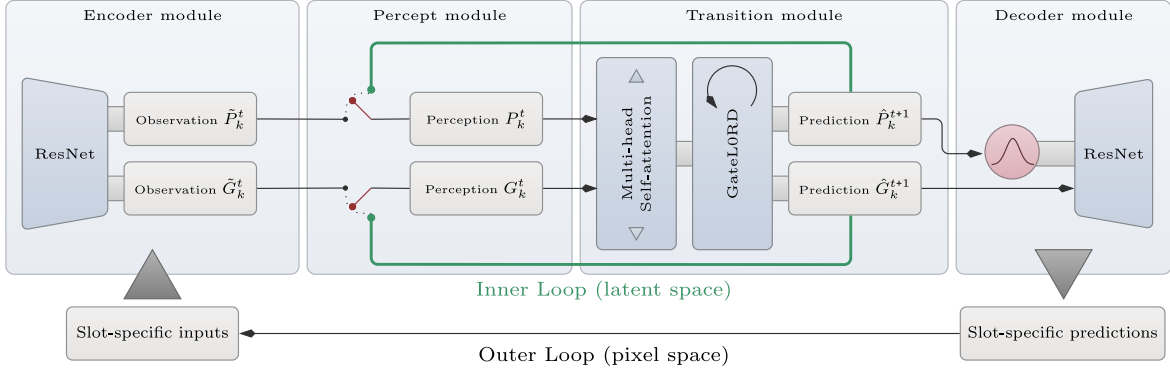 Encoder module
Percept module
Transition module
Decoder module
ResNet
Observation P̃ₖᵗ
Observation G̃ₖᵗ
Perception Pₖᵗ
Perception Gₖᵗ
Multi-head
Self-attention
GateL0RD
Prediction P̂ₖᵗ⁺¹
Prediction Ĝₖᵗ⁺¹
ResNet
Inner Loop (latent space)
Slot-specific inputs
Slot-specific predictions
Outer Loop (pixel space)